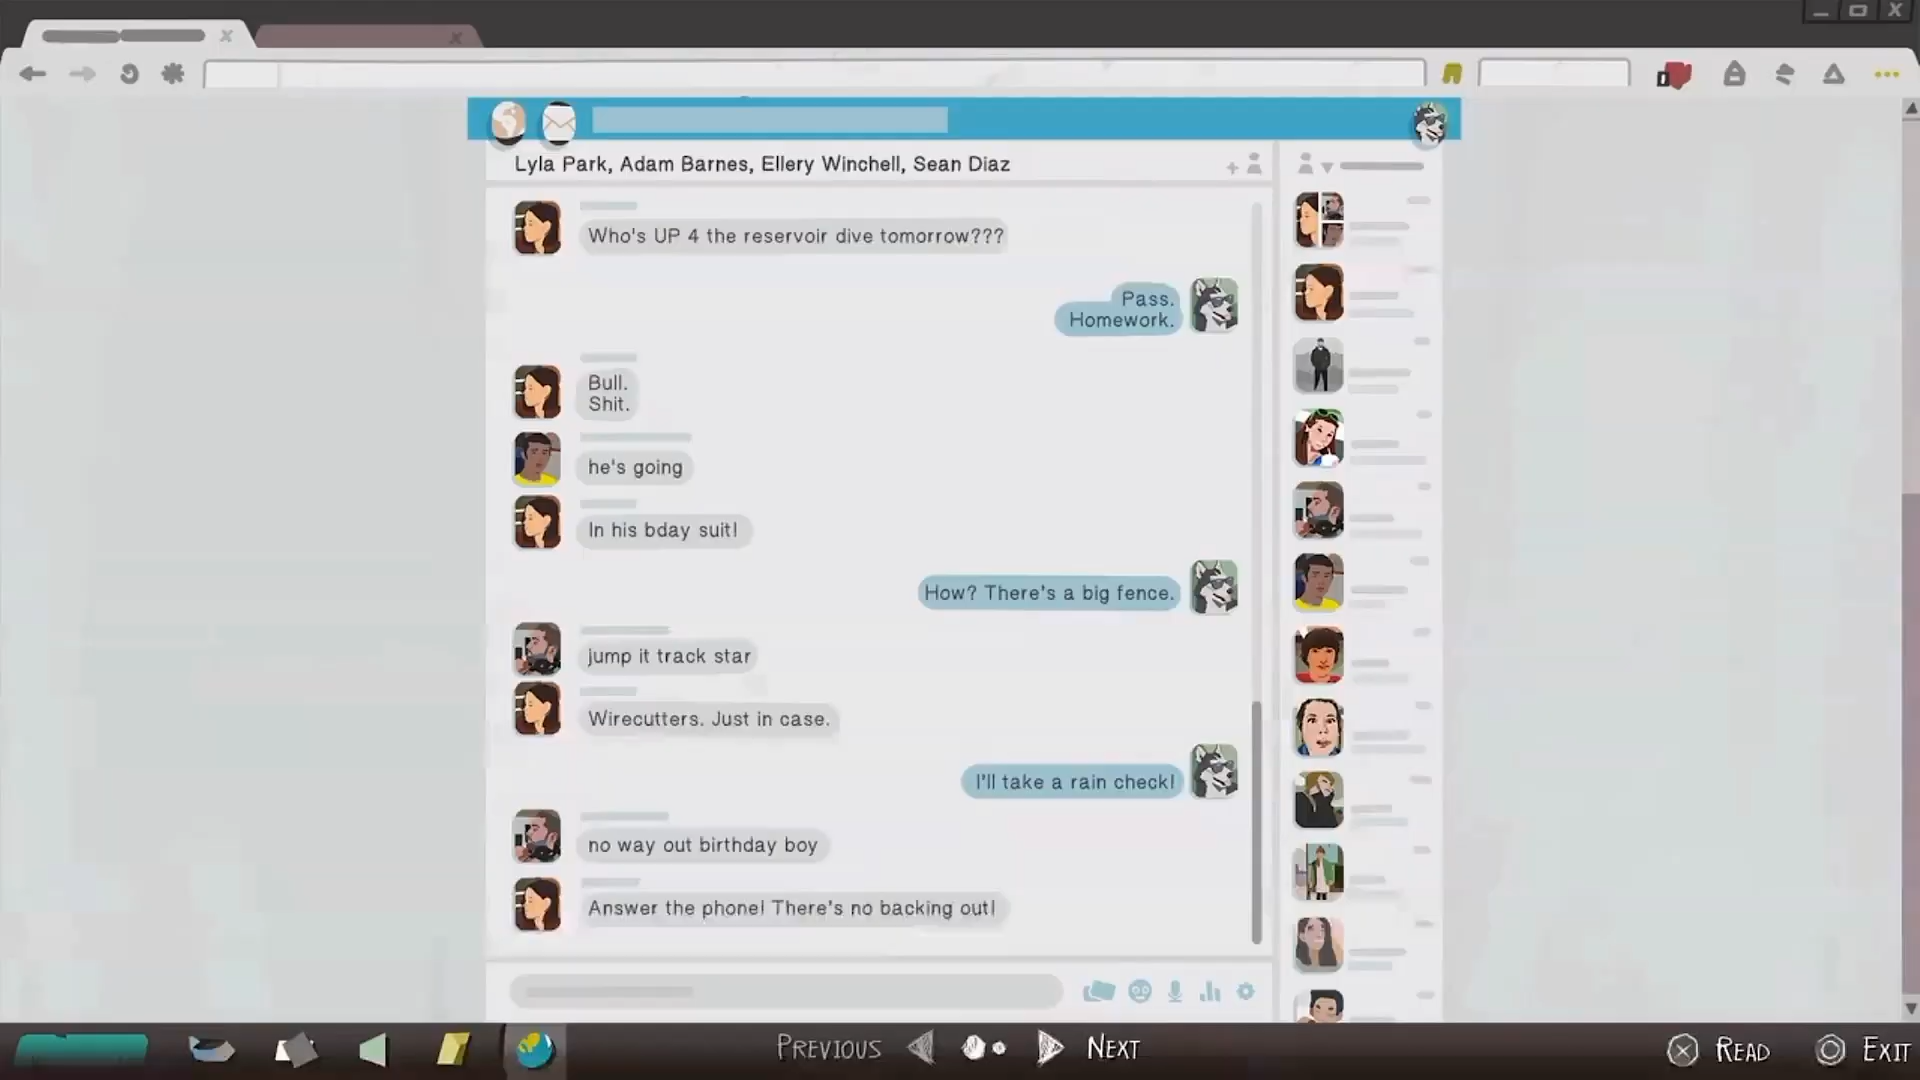 Lyla Park, Adam Barnes, Ellery Winchell, Sean Diaz
Who's UP 4 the reservoir dive tomorrow???
Pass.
Homework.
Bull.
Shit.
he's going
In his bday suit!
How? There's a big fence.
jump it track star
Wirecutters. Just in case.
I'll take a rain check!
no way out birthday boy
Answer the phone! There's no backing out!
PREVIOUS NEXT READ EXIT